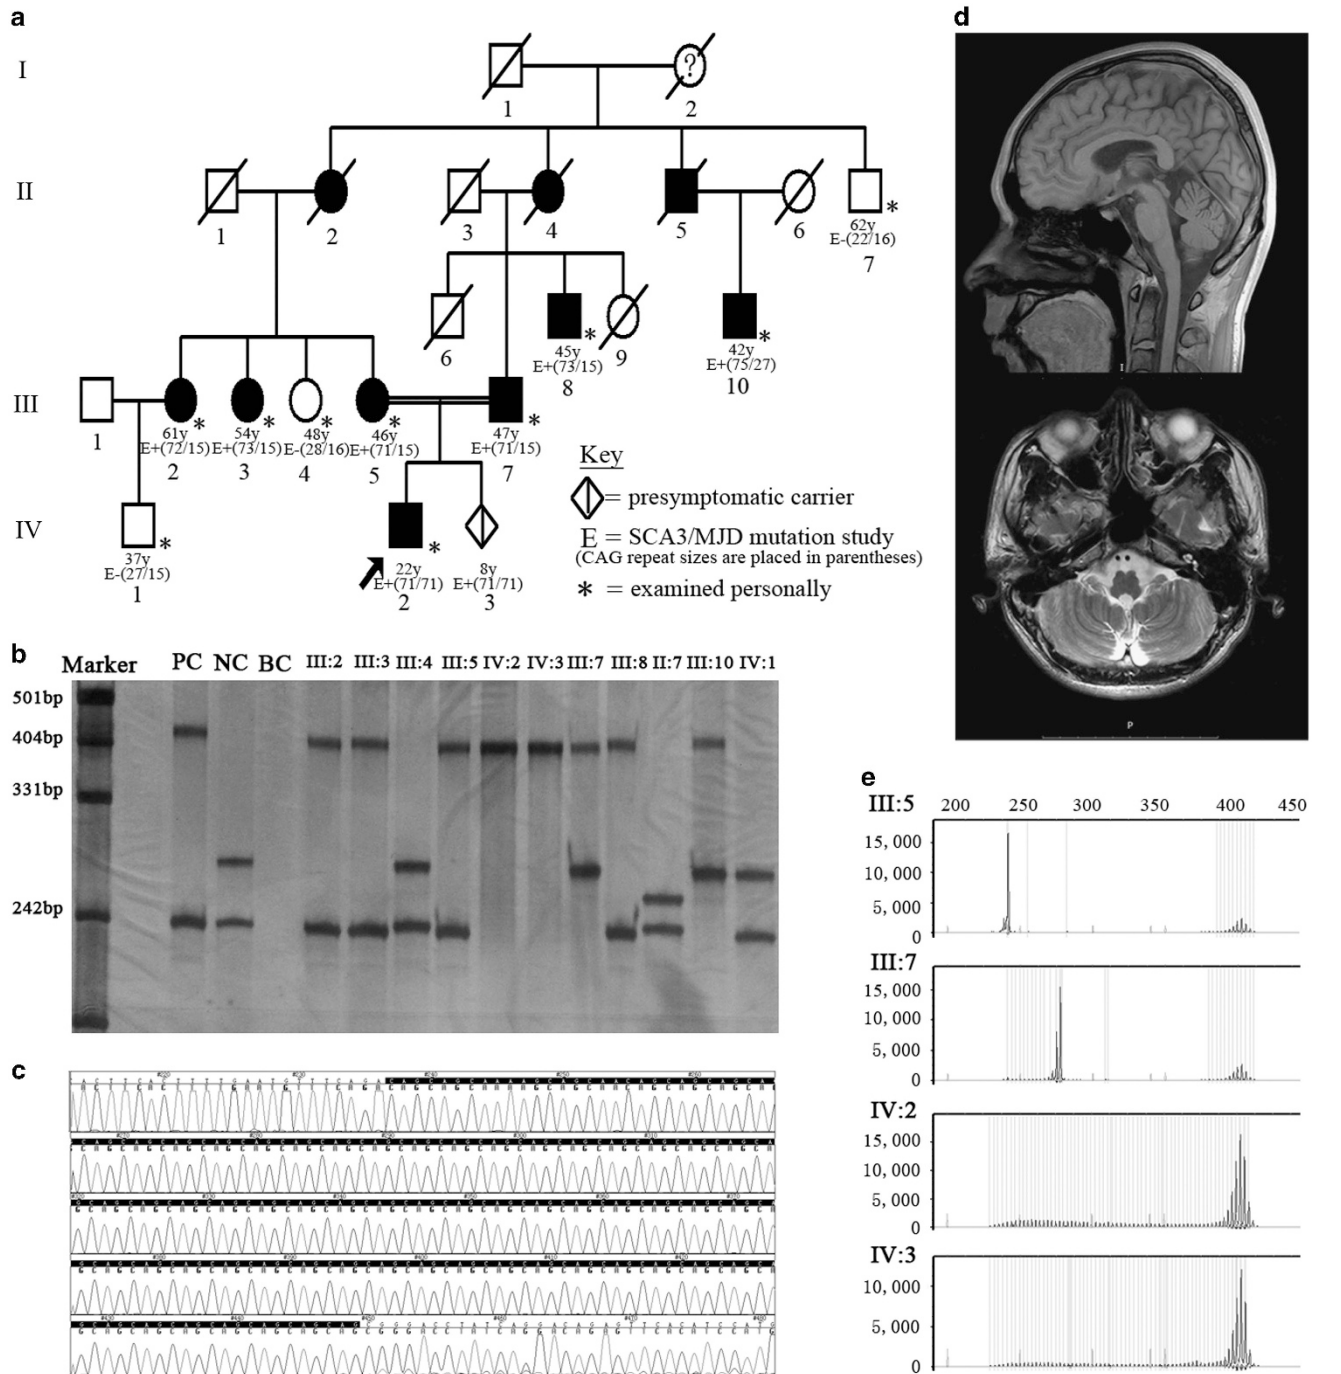 a
I
?
1
2
II
1
2
3
4
5
6
62y
E-(22/16)
7
*
6
45y
E+(73/15)
8
*
9
42y
E+(75/27)
10
*
III
1
61y
E+(72/15)
2
*
54y
E+(73/15)
3
*
48y
E-(28/16)
4
*
46y
E+(71/15)
5
*
47y
E+(71/15)
7
*
IV
37y
E-(27/15)
1
*
22y
E+(71/71)
2
*
8y
E+(71/71)
3
Key
= presymptomatic carrier
E = SCA3/MJD mutation study
(CAG repeat sizes are placed in parentheses)
* = examined personally
b
Marker PC NC BC III:2 III:3 III:4 III:5 IV:2 IV:3 III:7 III:8 II:7 III:10 IV:1
501bp
404bp
331bp
242bp
c
d
I
P
e
III:5
200 250 300 350 400 450
15, 000
10, 000
5, 000
0
III:7
15, 000
10, 000
5, 000
0
IV:2
15, 000
10, 000
5, 000
0
IV:3
10, 000
5, 000
0